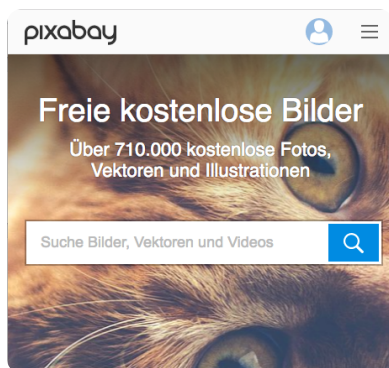 pixabay
Freie kostenlose Bilder
Über 710.000 kostenlose Fotos,
Vektoren und Illustrationen
Suche Bilder, Vektoren und Videos